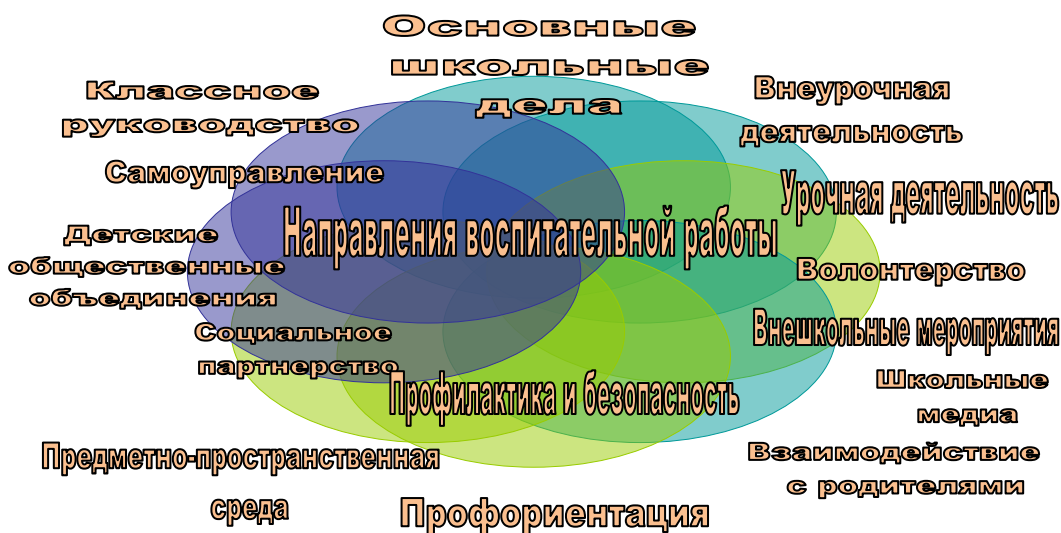 Основные
школьные
дела
Классное
руководство
Внеурочная
деятельность
Самоуправление
Урочная деятельность
Направления воспитательной работы
Детские
общественные
объединения
Волонтерство
Социальное
партнерство
Внешкольные мероприятия
Профилактика и безопасность
Школьные
медиа
Предметно-пространственная
среда
Взаимодействие
с родителями
Профориентация